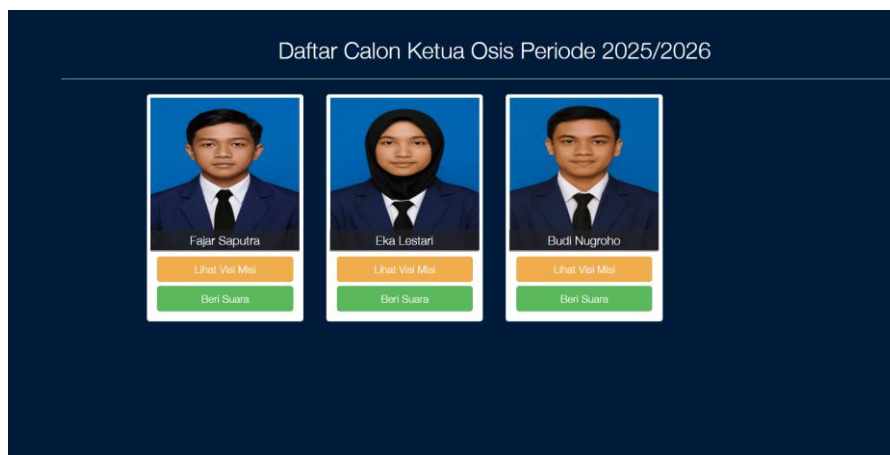 Daftar Calon Ketua Osis Periode 2025/2026
Fajar Saputra
Lihat Visi Misi
Beri Suara
Eka Lestari
Lihat Visi Misi
Beri Suara
Budi Nugroho
Lihat Visi Misi
Beri Suara